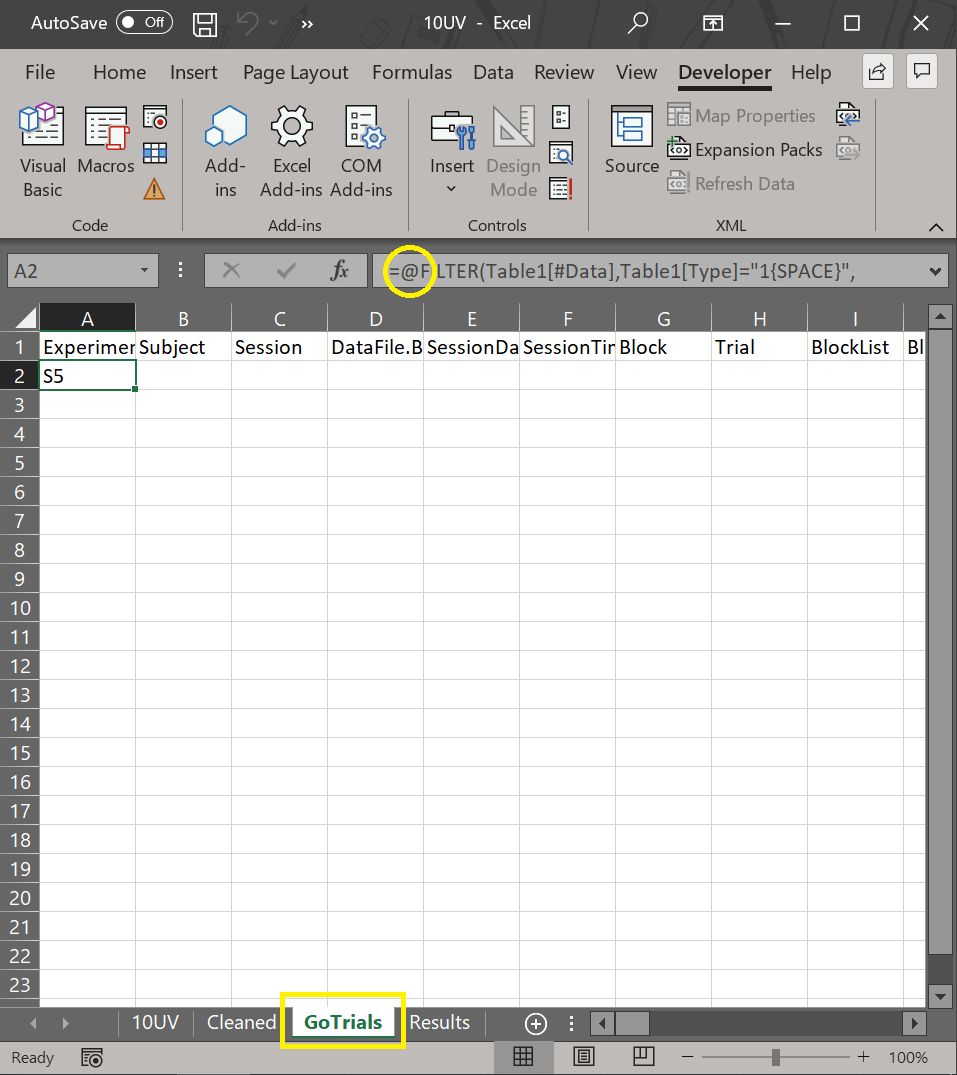 AutoSave Off 10UV - Excel
File Home Insert Page Layout Formulas Data Review View Developer Help
Visual Basic
Macros
Add-ins
Excel Add-ins
COM Add-ins
Insert
Design Mode
Source
Map Properties
Expansion Packs
Refresh Data
Code Add-ins Controls XML
A2 fx =@FILTER(Table1[#Data],Table1[Type]="1{SPACE}",
A B C D E F G H I
1 Experimen Subject Session DataFile.B SessionDa SessionTin Block Trial BlockList Bl
2 S5
3
4
5
6
7
8
9
10
11
12
13
14
15
16
17
18
19
20
21
22
23
10UV Cleaned GoTrials Results
Ready 100%